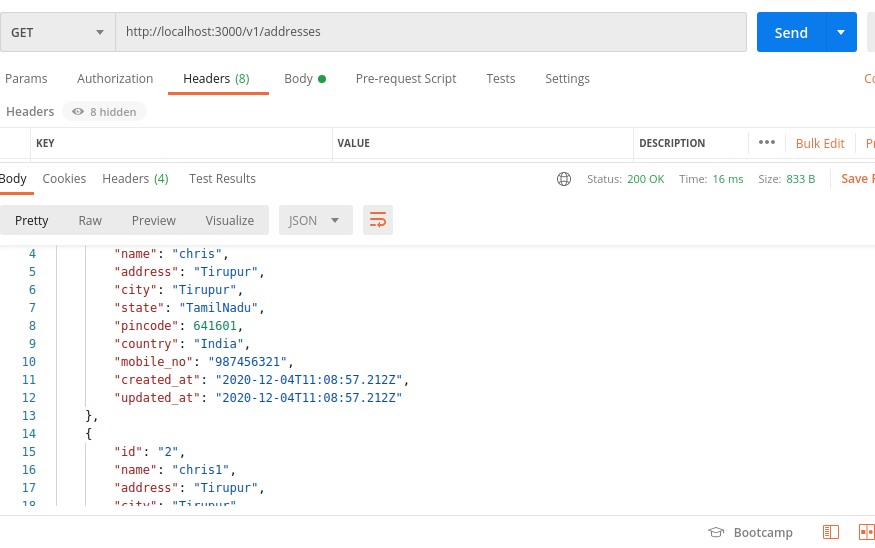 GET http://localhost:3000/v1/addresses Send
Params Authorization Headers (8) Body Pre-request Script Tests Settings
Headers 8 hidden
KEY VALUE DESCRIPTION ••• Bulk Edit
Body Cookies Headers (4) Test Results Status: 200 OK Time: 16 ms Size: 833 B Save
Pretty Raw Preview Visualize JSON
4 "name": "chris",
5 "address": "Tirupur",
6 "city": "Tirupur",
7 "state": "TamilNadu",
8 "pincode": 641601,
9 "country": "India",
10 "mobile_no": "987456321",
11 "created_at": "2020-12-04T11:08:57.212Z",
12 "updated_at": "2020-12-04T11:08:57.212Z"
13 },
14 {
15 "id": "2",
16 "name": "chris1",
17 "address": "Tirupur",
18 "city": "Tirupur"
Bootcamp